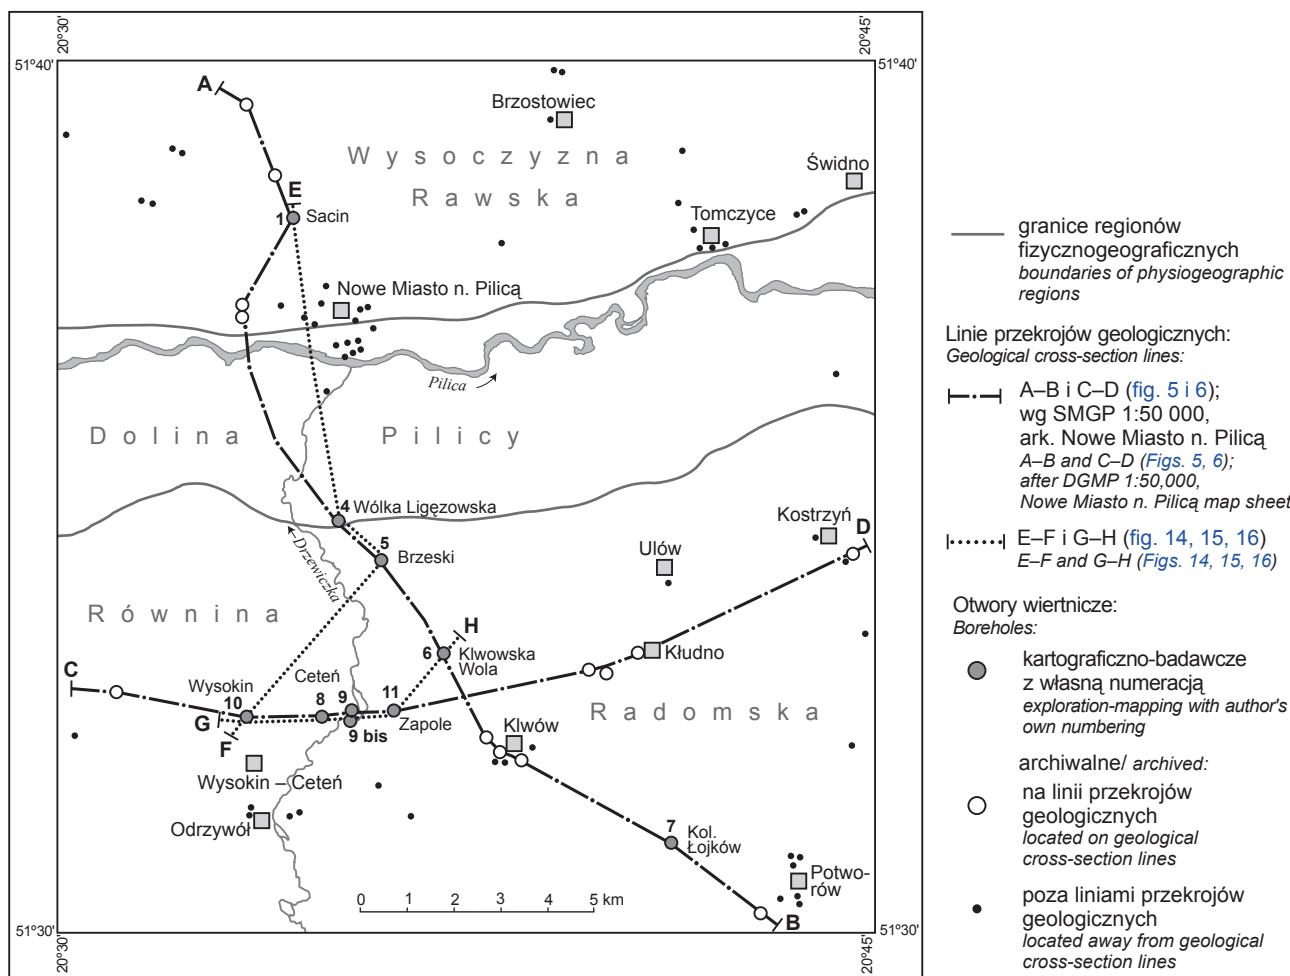 20°30'
20°45'
51°40'
51°40'
A
Brzostowiec
Wysoczyzna
Rawska
Świdno
E
1
Sacin
Tomczyce
Nowe Miasto n. Pilicą
Pilica
Dolina Pilicy
4
Wólka Ligęzowska
5
Brzeski
Drzewiczka
Kostrzyń
D
Ulów
Równina
H
6
Klwowska
Wola
Kłudno
C
Wysokin
Ceteń
10
8
9
11
G
F
9 bis
Zapole
Radomska
Klwów
Wysokin – Ceteń
Odrzywół
7
Kol.
Łojków
Potwo-
rów
0 1 2 3 4 5 km
B
51°30'
51°30'
20°30'
20°45'
granice regionów
fizycznogeograficznych
boundaries of physiogeographic
regions
Linie przekrojów geologicznych:
Geological cross-section lines:
A–B i C–D (fig. 5 i 6);
wg SMGP 1:50 000,
ark. Nowe Miasto n. Pilicą
A–B and C–D (Figs. 5, 6);
after DGMP 1:50,000,
Nowe Miasto n. Pilicą map sheet
E–F i G–H (fig. 14, 15, 16)
E–F and G–H (Figs. 14, 15, 16)
Otwory wiertnicze:
Boreholes:
kartograficzno-badawcze
z własną numeracją
exploration-mapping with author's
own numbering
archiwalne/ archived:
na linii przekrojów
geologicznych
located on geological
cross-section lines
poza liniami przekrojów
geologicznych
located away from geological
cross-section lines